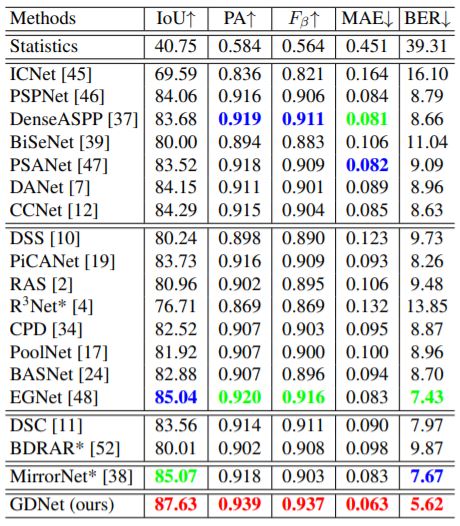 Methods IoU↑ PA↑ Fβ↑ MAE↓ BER↓
Statistics 40.75 0.584 0.564 0.451 39.31
ICNet [45] 69.59 0.836 0.821 0.164 16.10
PSPNet [46] 84.06 0.916 0.906 0.084 8.79
DenseASPP [37] 83.68 0.919 0.911 0.081 8.66
BiSeNet [39] 80.00 0.894 0.883 0.106 11.04
PSANet [47] 83.52 0.918 0.909 0.082 9.09
DANet [7] 84.15 0.911 0.901 0.089 8.96
CCNet [12] 84.29 0.915 0.904 0.085 8.63
DSS [10] 80.24 0.898 0.890 0.123 9.73
PiCANet [19] 83.73 0.916 0.909 0.093 8.26
RAS [2] 80.96 0.902 0.895 0.106 9.48
R³Net* [4] 76.71 0.869 0.869 0.132 13.85
CPD [34] 82.52 0.907 0.903 0.095 8.87
PoolNet [17] 81.92 0.907 0.900 0.100 8.96
BASNet [24] 82.88 0.907 0.896 0.094 8.70
EGNet [48] 85.04 0.920 0.916 0.083 7.43
DSC [11] 83.56 0.914 0.911 0.090 7.97
BDRAR* [52] 80.01 0.902 0.908 0.098 9.87
MirrorNet* [38] 85.07 0.918 0.903 0.083 7.67
GDNet (ours) 87.63 0.939 0.937 0.063 5.62